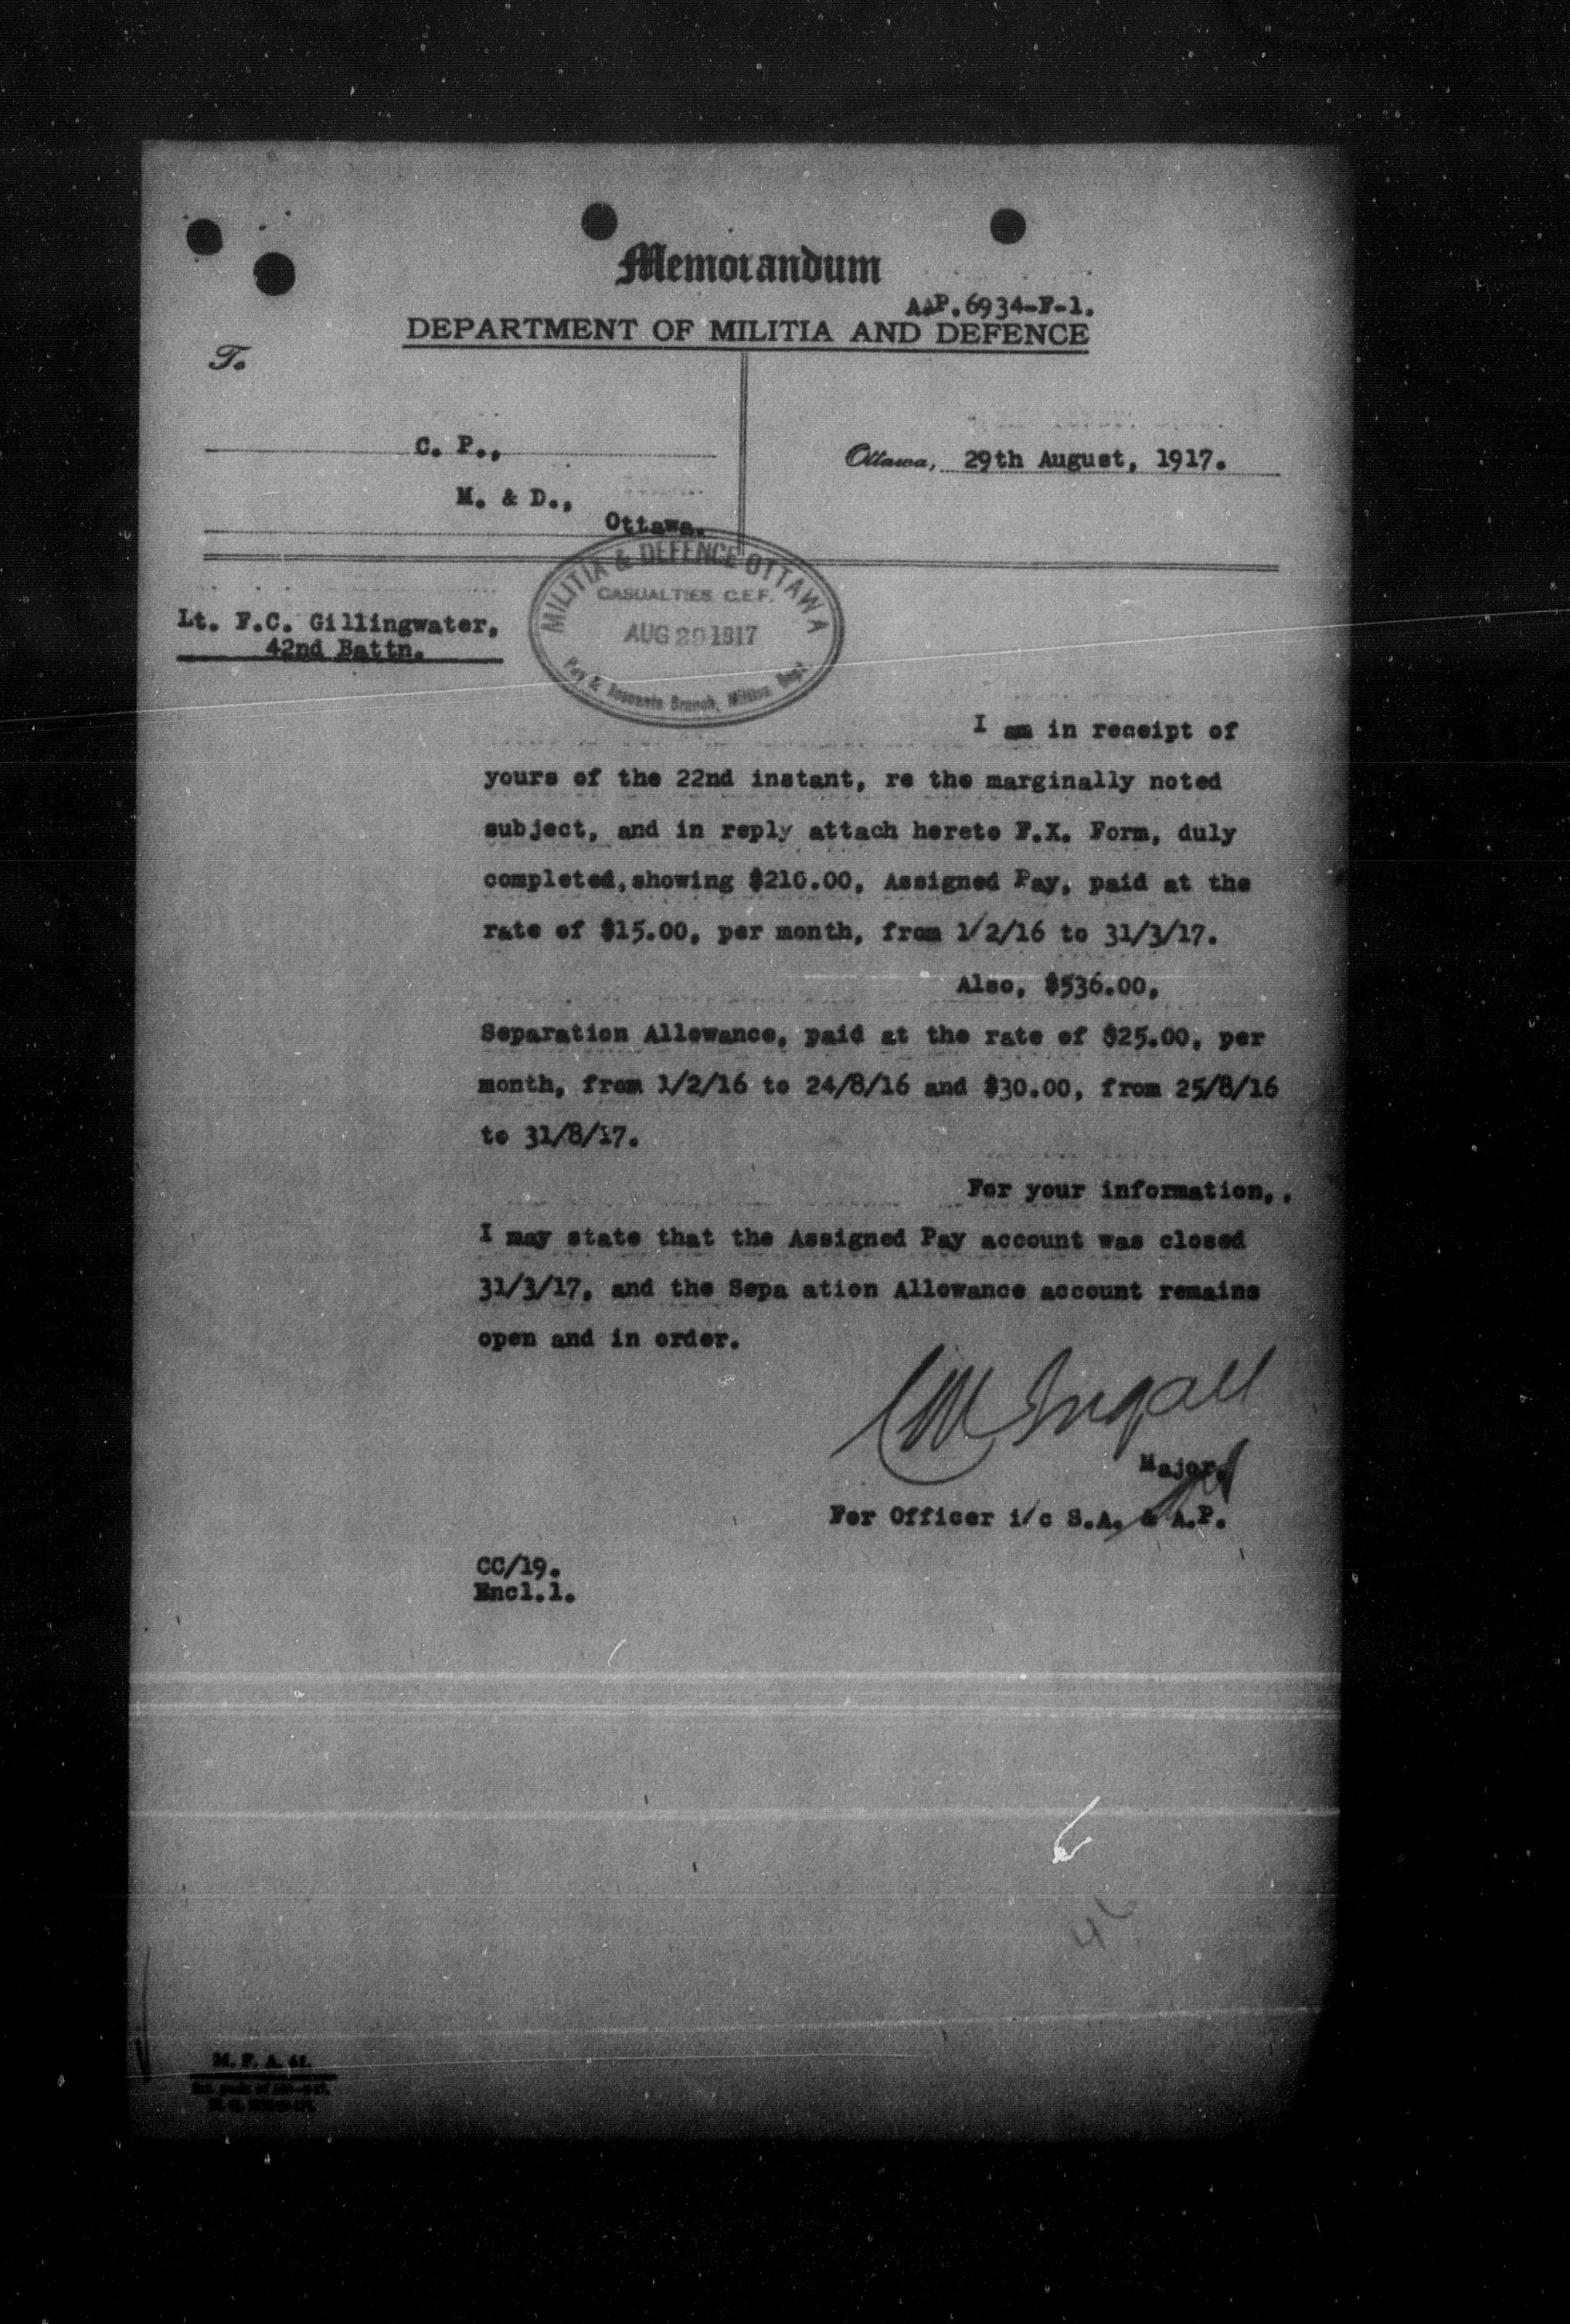 Memorandum
AAP.6934-F-1.
DEPARTMENT OF MILITIA AND DEFENCE
To
C. P.,
Ottawa, 29th August, 1917.
M. & D.,
Ottawa.
MILITIA & DEFENCE OTTAWA
CASUALTIES C.E.F.
AUG 29 1917
Pay & Accounts Branch, Militia Dept
Lt. F.C. Gillingwater,
42nd Battn.
I am in receipt of
yours of the 22nd instant, re the marginally noted
subject, and in reply attach hereto F.X. Form, duly
completed,showing $210.00, Assigned Pay, paid at the
rate of $15.00, per month, from 1/2/16 to 31/3/17.
Also, $536.00,
Separation Allowance, paid at the rate of $25.00, per
month, from 1/2/16 to 24/8/16 and $30.00, from 25/8/16
to 31/8/17.
For your information,.
I may state that the Assigned Pay account was closed
31/3/17, and the Sepa ation Allowance account remains
open and in order.
Ingall
Major,
For Officer i/c S.A. & A.P.
CC/19.
Encl.1.
M. F. A. 61.